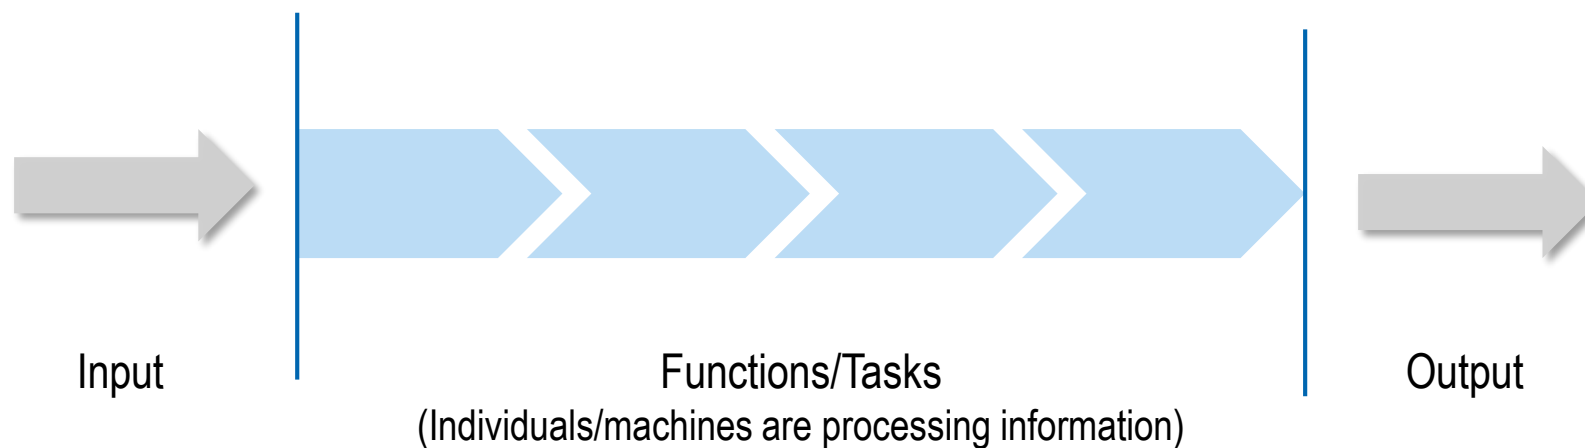 Input
Functions/Tasks
(Individuals/machines are processing information)
Output